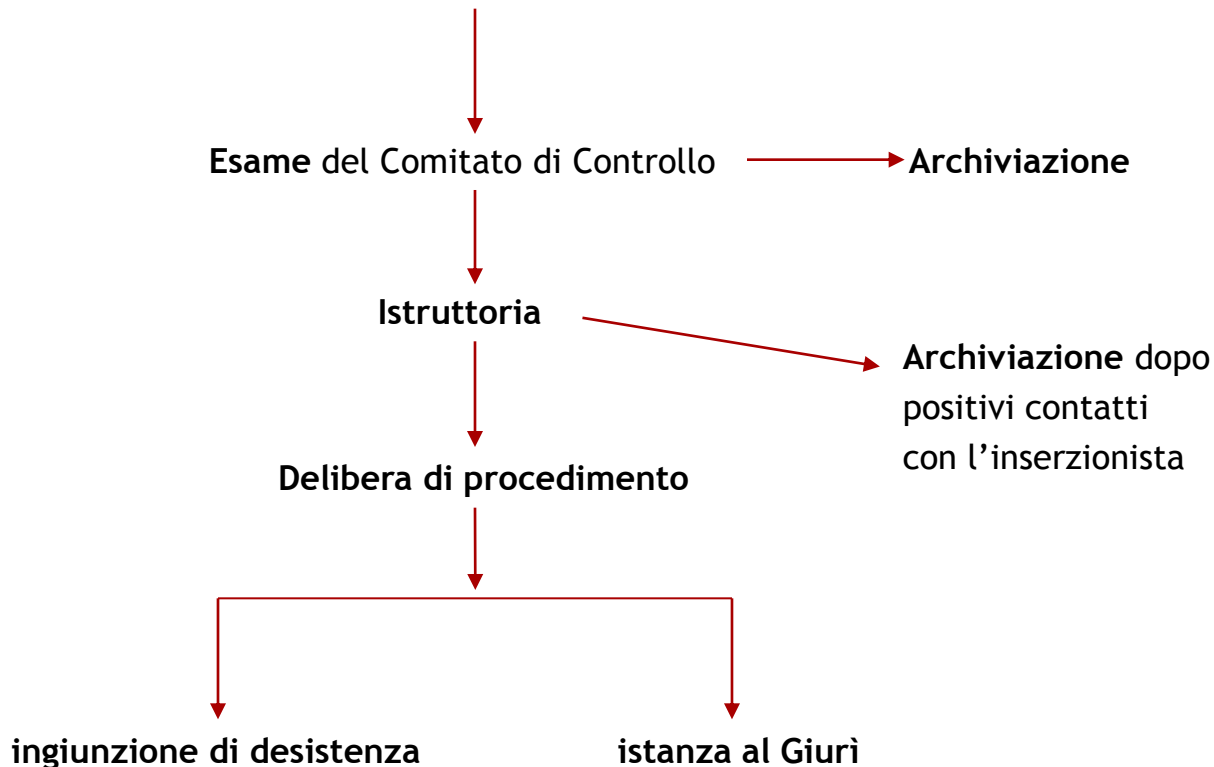 Esame del Comitato di Controllo
Archiviazione
Istruttoria
Archiviazione dopo
positivi contatti
con l’inserzionista
Delibera di procedimento
ingiunzione di desistenza
istanza al Giurì